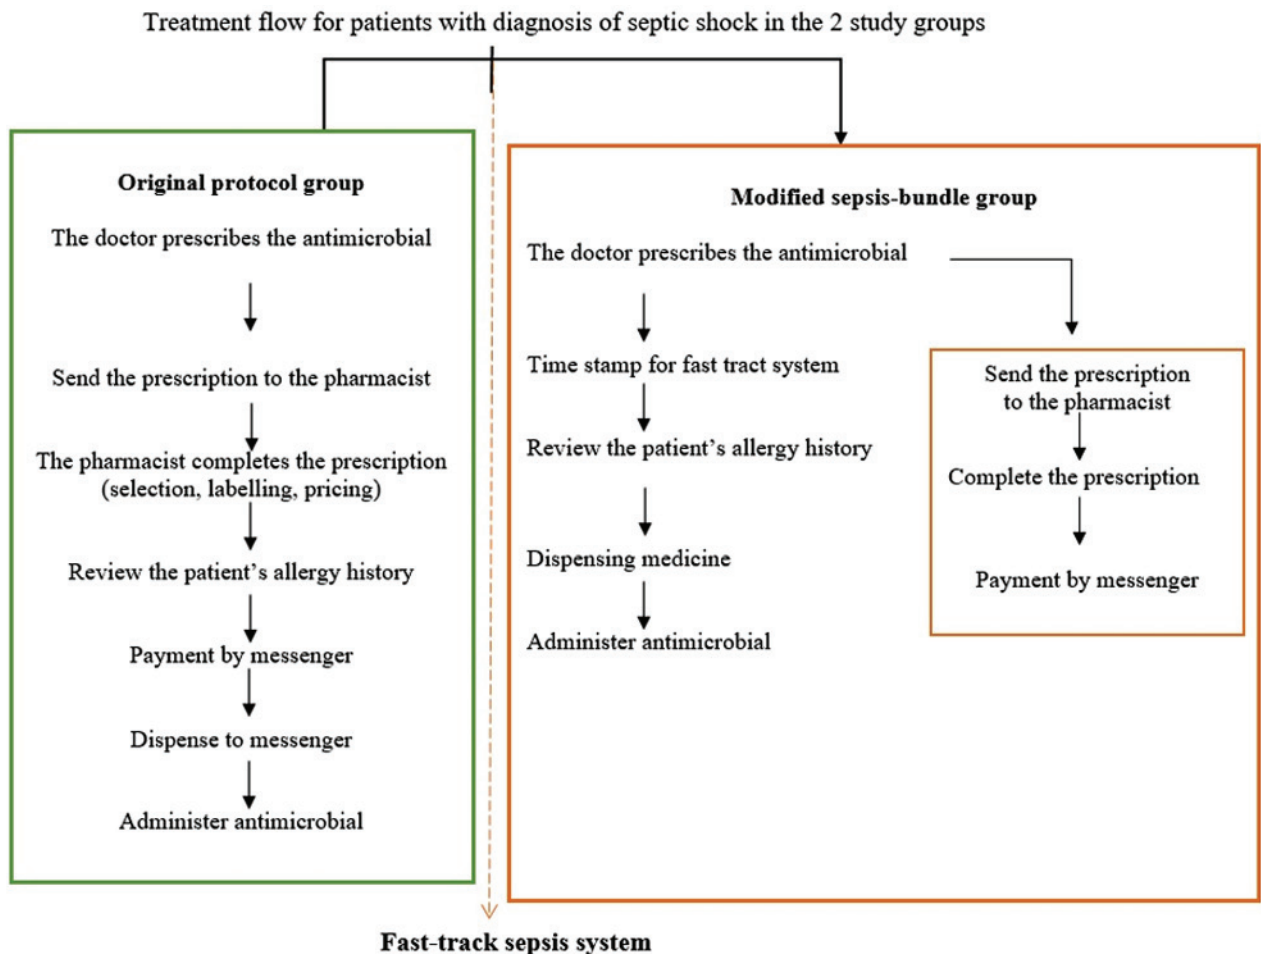 Treatment flow for patients with diagnosis of septic shock in the 2 study groups
Original protocol group
The doctor prescribes the antimicrobial
Send the prescription to the pharmacist
The pharmacist completes the prescription
(selection, labelling, pricing)
Review the patient's allergy history
Payment by messenger
Dispense to messenger
Administer antimicrobial
Modified sepsis-bundle group
The doctor prescribes the antimicrobial
Time stamp for fast tract system
Review the patient's allergy history
Dispensing medicine
Administer antimicrobial
Send the prescription
to the pharmacist
Complete the prescription
Payment by messenger
Fast-track sepsis system